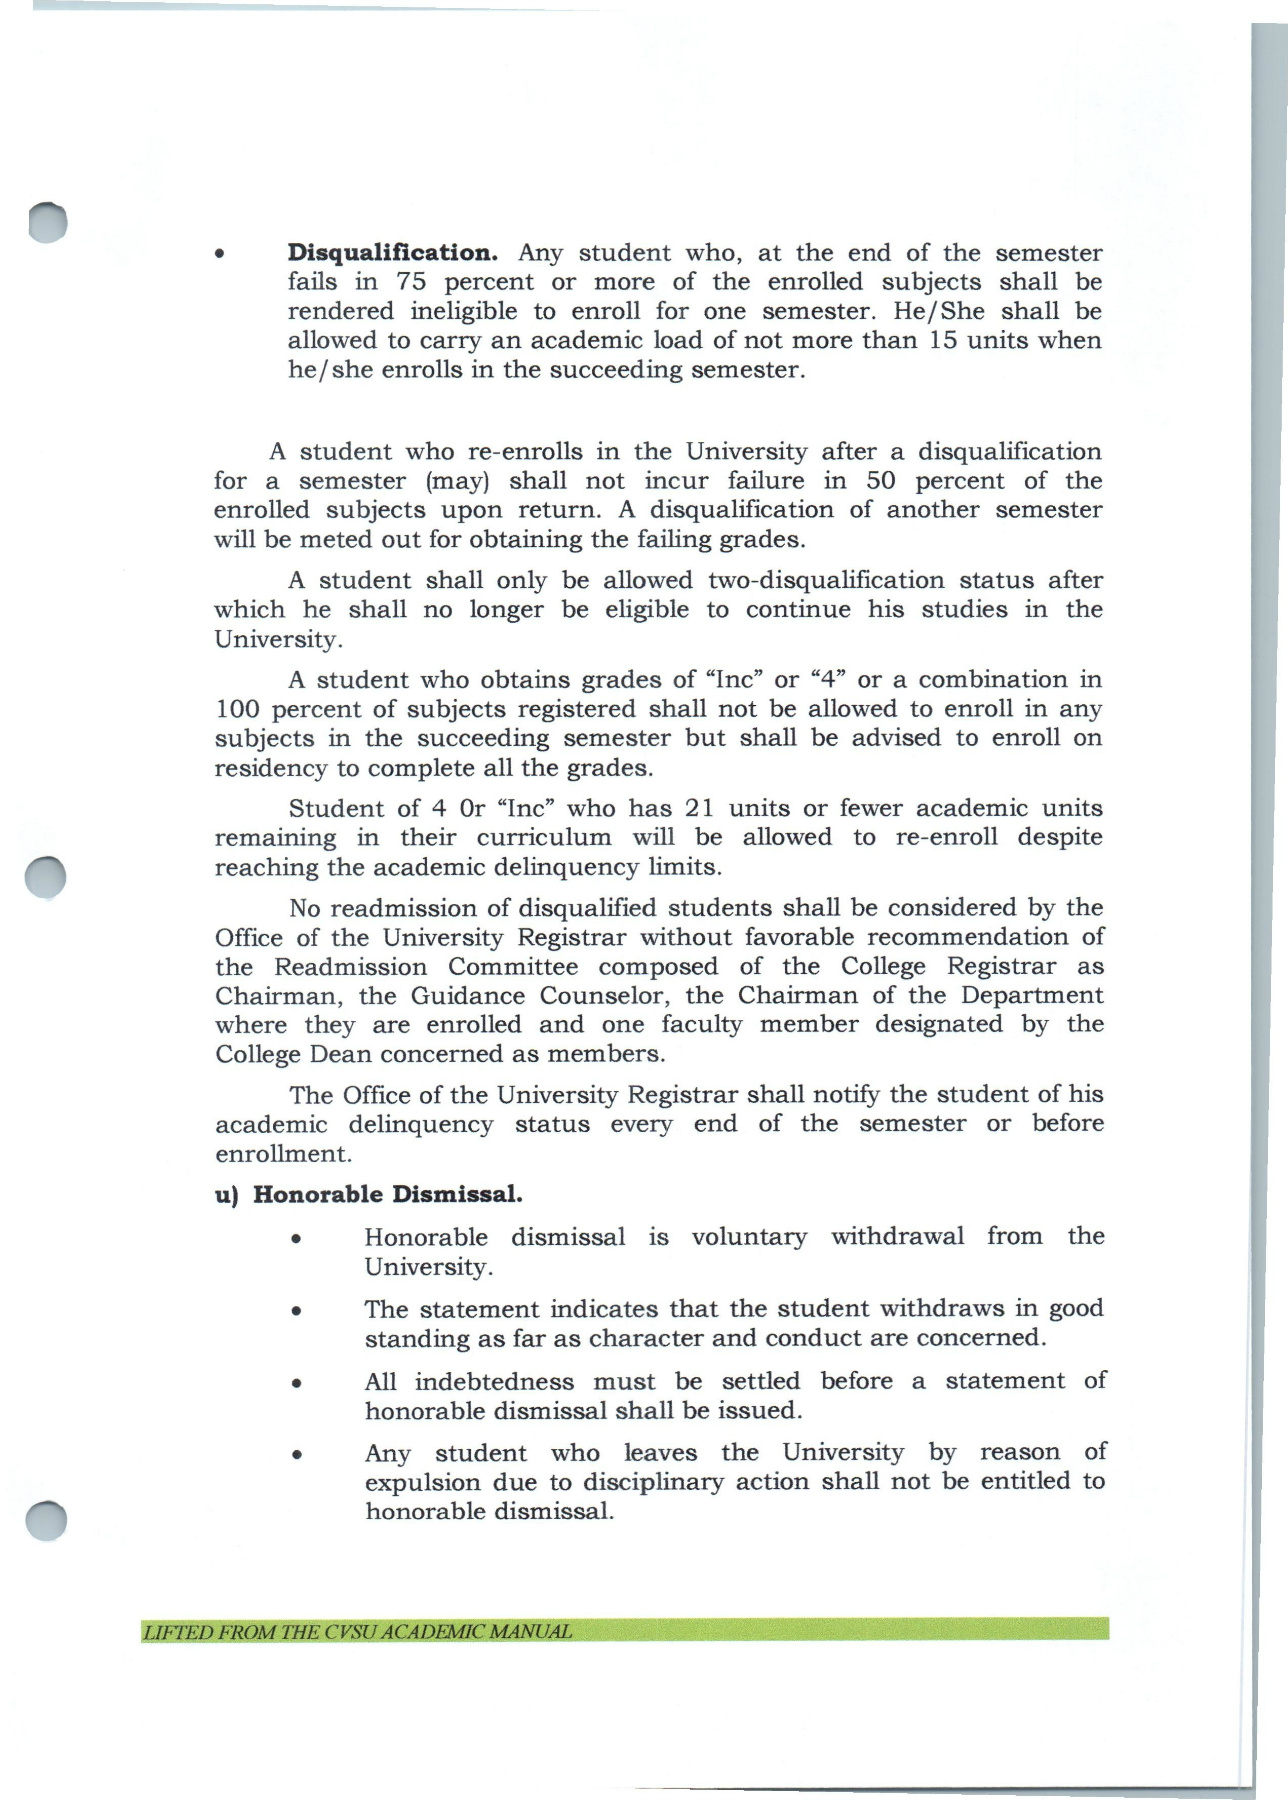 • Disqualification. Any student who, at the end of the semester
fails in 75 percent or more of the enrolled subjects shall be
rendered ineligible to enroll for one semester. He/She shall be
allowed to carry an academic load of not more than 15 units when
he/she enrolls in the succeeding semester.
A student who re-enrolls in the University after a disqualification
for a semester (may) shall not incur failure in 50 percent of the
enrolled subjects upon return. A disqualification of another semester
will be meted out for obtaining the failing grades.
A student shall only be allowed two-disqualification status after
which he shall no longer be eligible to continue his studies in the
University.
A student who obtains grades of “Inc” or “4” or a combination in
100 percent of subjects registered shall not be allowed to enroll in any
subjects in the succeeding semester but shall be advised to enroll on
residency to complete all the grades.
Student of 4 0r “Inc” who has 21 units or fewer academic units
remaining in their curriculum will be allowed to re-enroll despite
reaching the academic delinquency limits.
No readmission of disqualified students shall be considered by the
Office of the University Registrar without favorable recommendation of
the Readmission Committee composed of the College Registrar as
Chairman, the Guidance Counselor, the Chairman of the Department
where they are enrolled and one faculty member designated by the
College Dean concerned as members.
The Office of the University Registrar shall notify the student of his
academic delinquency status every end of the semester or before
enrollment.
u) Honorable Dismissal.
• Honorable dismissal is voluntary withdrawal from the
University.
• The statement indicates that the student withdraws in good
standing as far as character and conduct are concerned.
• All indebtedness must be settled before a statement of
honorable dismissal shall be issued.
• Any student who leaves the University by reason of
expulsion due to disciplinary action shall not be entitled to
honorable dismissal.
LIFTED FROM THE CVSU ACADEMIC MANUAL